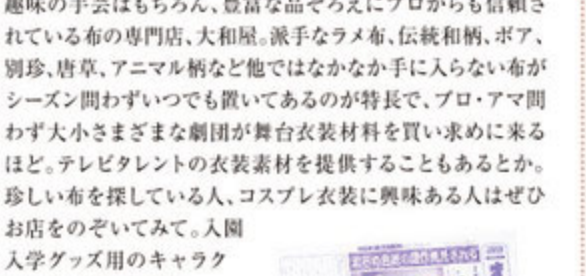 趣味の手芸はもちろん、豊富な品ぞろえにプロからも信頼さ
れている布の専門店、大和屋。派手なラメ布、伝統和柄、ボア、
別珍、唐草、アニマル柄など他ではなかなか手に入らない布が
シーズン問わずいつでも置いてあるのが特長で、プロ・アマ問
わず大小さまざまな劇団が舞台衣装材料を買い求めに来る
ほど。テレビタレントの衣装素材を提供することもあるとか。
珍しい布を探している人、コスプレ衣装に興味ある人はぜひ
お店をのぞいてみて。入園
入学グッズ用のキャラク